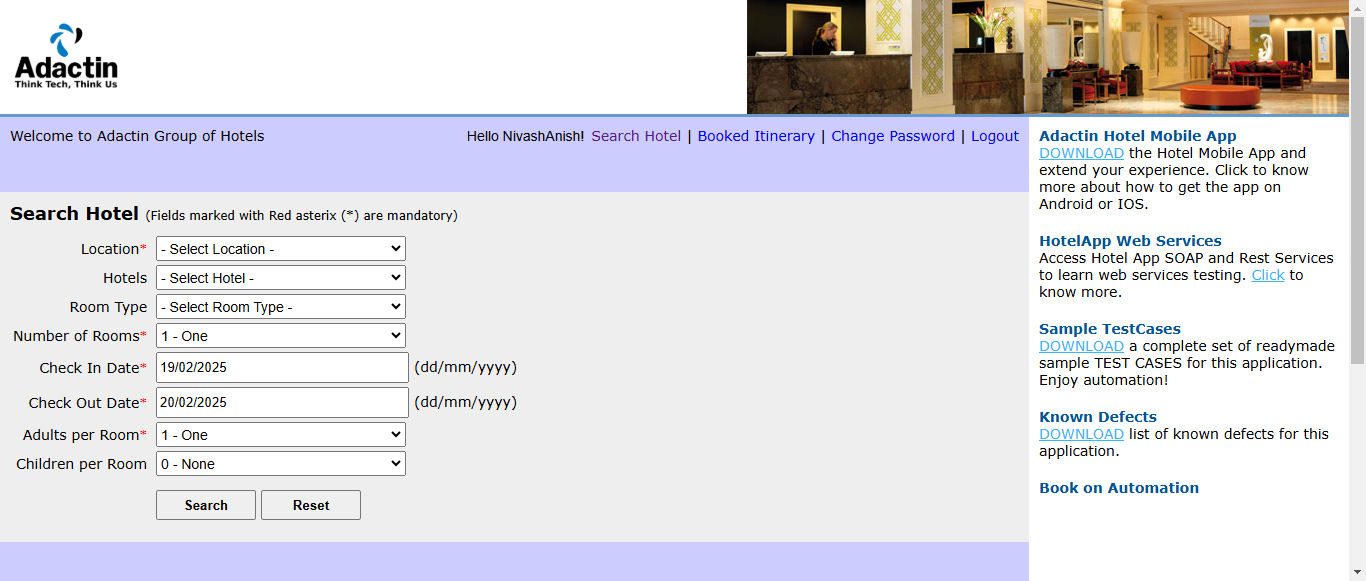 Adactin
Think Tech, Think Us
Welcome to Adactin Group of Hotels
Hello NivashAnish! Search Hotel | Booked Itinerary | Change Password | Logout
Search Hotel (Fields marked with Red asterix (*) are mandatory)
Location* - Select Location -
Hotels - Select Hotel -
Room Type - Select Room Type -
Number of Rooms* 1 - One
Check In Date* 19/02/2025 (dd/mm/yyyy)
Check Out Date* 20/02/2025 (dd/mm/yyyy)
Adults per Room* 1 - One
Children per Room 0 - None
Search Reset
Adactin Hotel Mobile App
DOWNLOAD the Hotel Mobile App and
extend your experience. Click to know
more about how to get the app on
Android or IOS.
HotelApp Web Services
Access Hotel App SOAP and Rest Services
to learn web services testing. Click to
know more.
Sample TestCases
DOWNLOAD a complete set of readymade
sample TEST CASES for this application.
Enjoy automation!
Known Defects
DOWNLOAD list of known defects for this
application.
Book on Automation